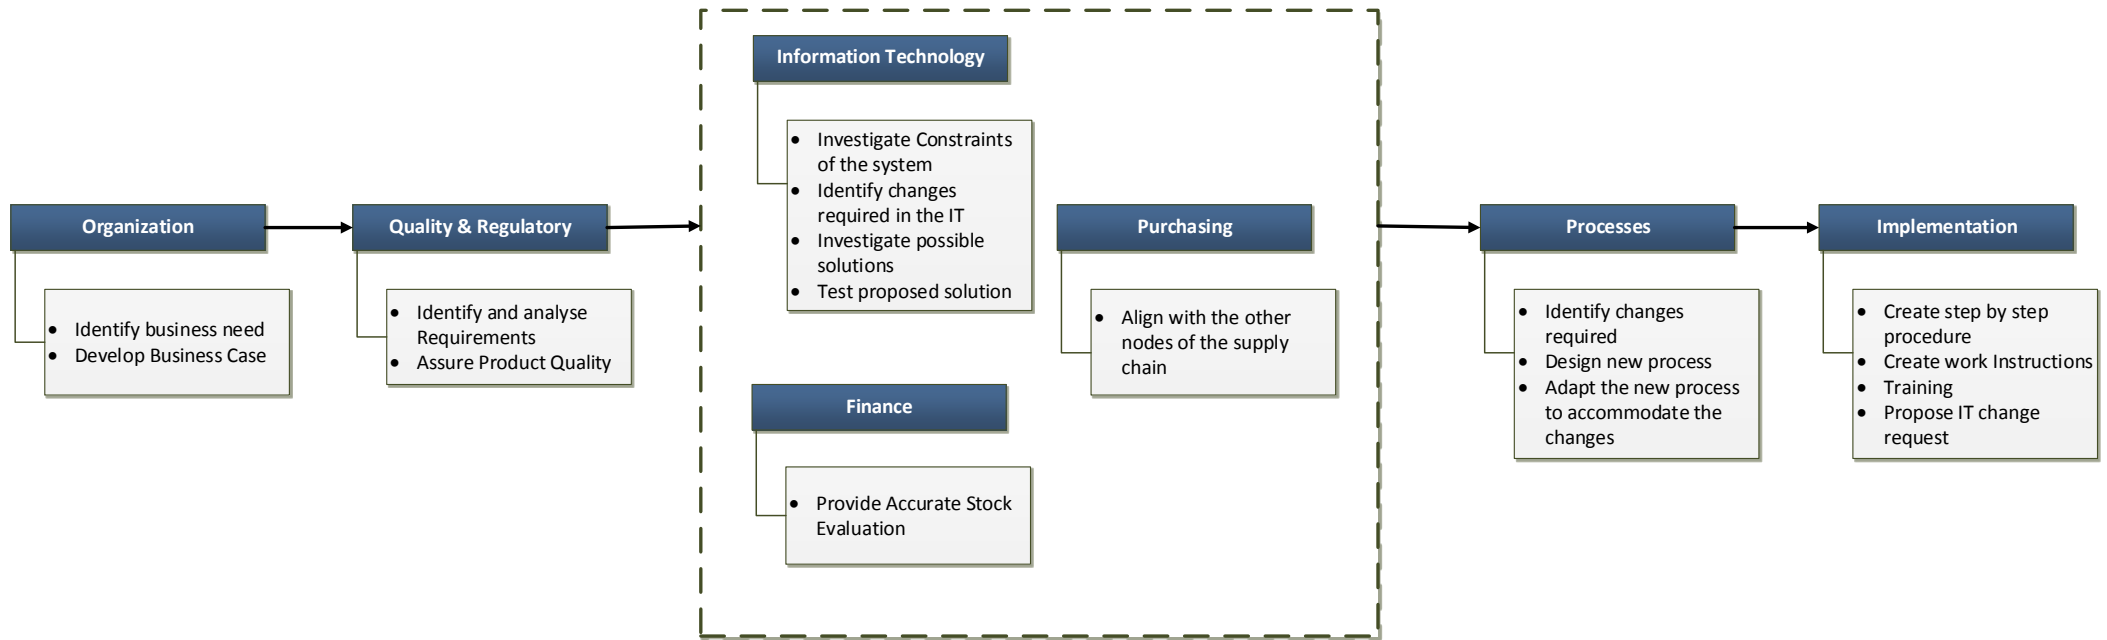 Organization
● Identify business need
● Develop Business Case
Quality & Regulatory
● Identify and analyse
Requirements
● Assure Product Quality
Information Technology
● Investigate Constraints
of the system
● Identify changes
required in the IT
● Investigate possible
solutions
● Test proposed solution
Finance
● Provide Accurate Stock
Evaluation
Purchasing
● Align with the other
nodes of the supply
chain
Processes
● Identify changes
required
● Design new process
● Adapt the new process
to accommodate the
changes
Implementation
● Create step by step
procedure
● Create work Instructions
● Training
● Propose IT change
request